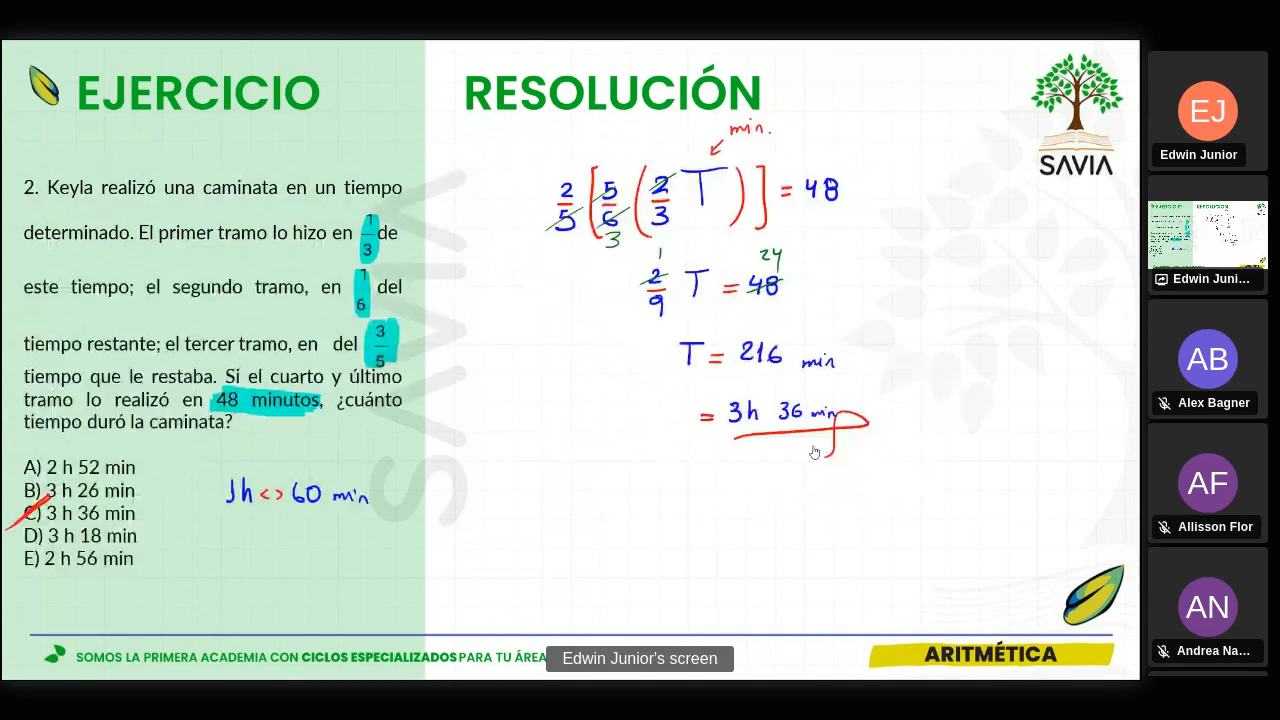 EJERCICIO
2. Keyla realizó una caminata en un tiempo
determinado. El primer tramo lo hizo en 1/3 de
este tiempo; el segundo tramo, en 1/6 del
tiempo restante; el tercer tramo, en del 3/5
tiempo que le restaba. Si el cuarto y último
tramo lo realizó en 48 minutos, ¿cuánto
tiempo duró la caminata?
A) 2 h 52 min
B) 3 h 26 min
C) 3 h 36 min
D) 3 h 18 min
E) 2 h 56 min
1h <> 60 min
RESOLUCIÓN
min.
2/5 [5/6 (2/3 T)] = 48
3
1 24
2/9 T = 48
T = 216 min
= 3h 36 min
SAVIA
SAVIA
SOMOS LA PRIMERA ACADEMIA CON CICLOS ESPECIALIZADOS PARA TU ÁREA
Edwin Junior's screen
ARITMÉTICA
EJ
Edwin Junior
Edwin Juni...
AB
Alex Bagner
AF
Allisson Flor
AN
Andrea Na...